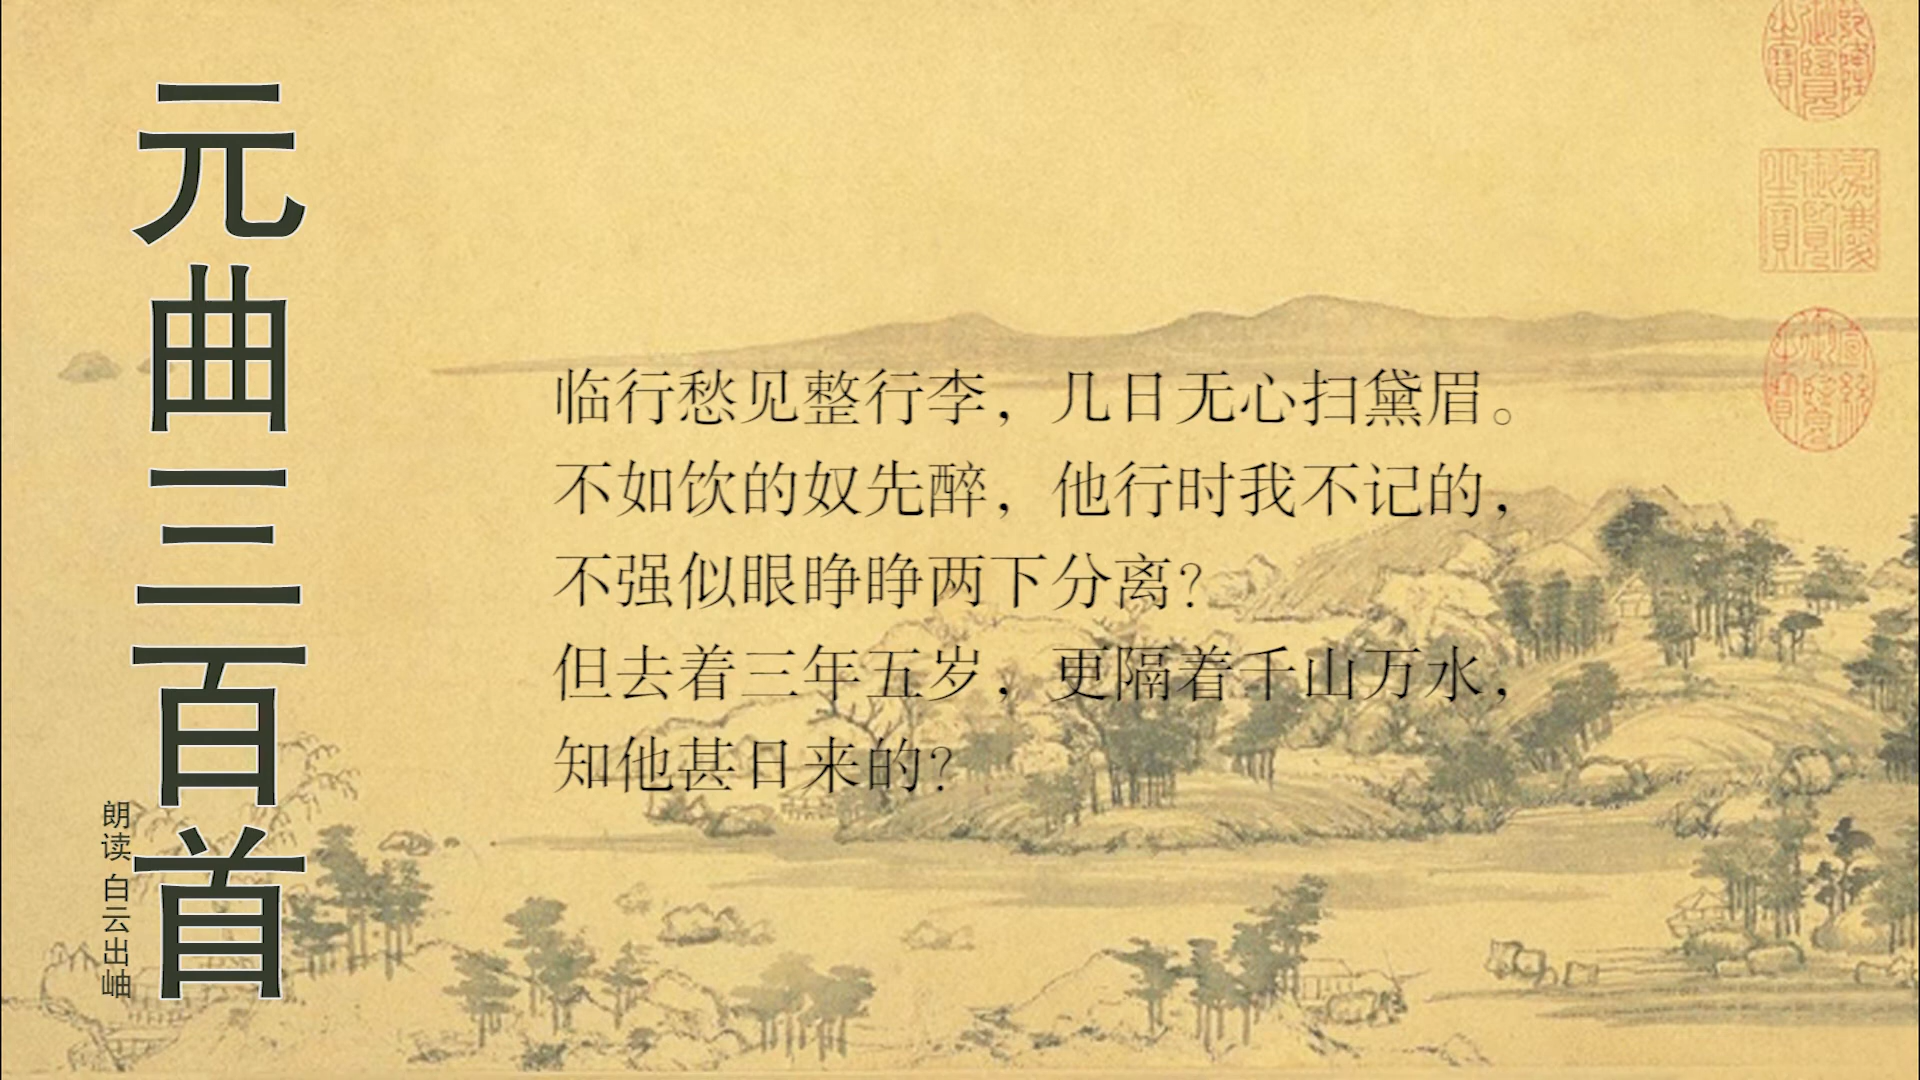 元曲三百首
朗读 自云出岫
临行愁见整行李，几日无心扫黛眉。
不如饮的奴先醉，他行时我不记的，
不强似眼睁睁两下分离？
但去着三年五岁，更隔着千山万水，
知他甚日来的？